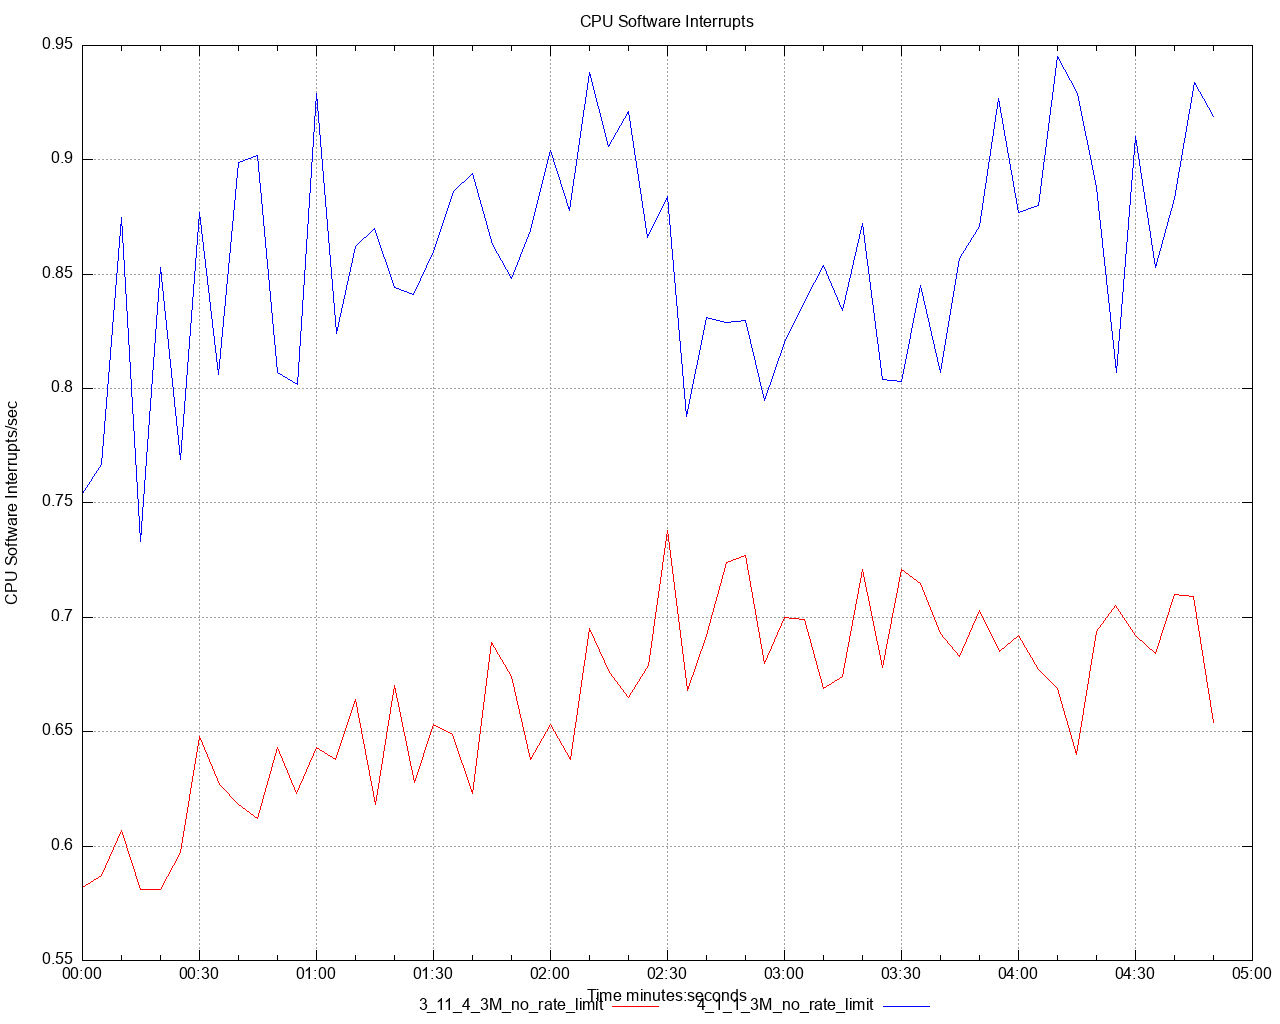 CPU Software Interrupts
0.95
0.9
0.85
0.8
0.75
0.7
0.65
0.6
0.55
CPU Software Interrupts/sec
00:00 00:30 01:00 01:30 02:00 02:30 03:00 03:30 04:00 04:30 05:00
Time minutes:seconds
3_11_4_3M_no_rate_limit 4_1_1_3M_no_rate_limit